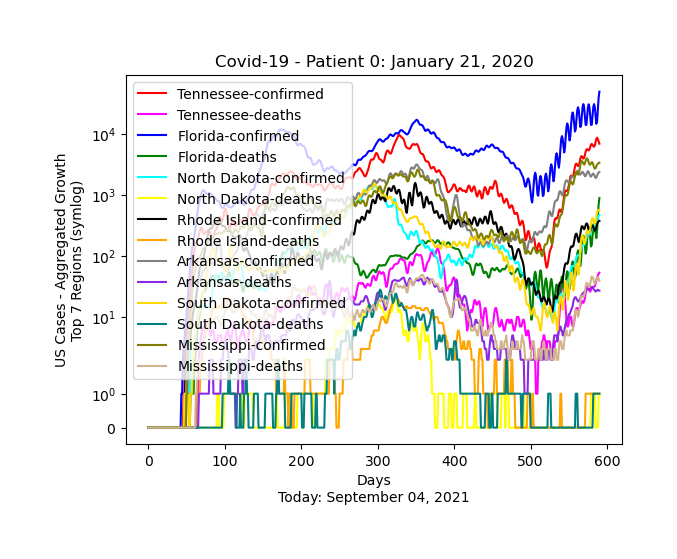 Covid-19 - Patient 0: January 21, 2020
US Cases - Aggregated Growth
Top 7 Regions (symlog)
10^4
10^3
10^2
10^1
10^0
0
Tennessee-confirmed
Tennessee-deaths
Florida-confirmed
Florida-deaths
North Dakota-confirmed
North Dakota-deaths
Rhode Island-confirmed
Rhode Island-deaths
Arkansas-confirmed
Arkansas-deaths
South Dakota-confirmed
South Dakota-deaths
Mississippi-confirmed
Mississippi-deaths
0 100 200 300 400 500 600
Days
Today: September 04, 2021